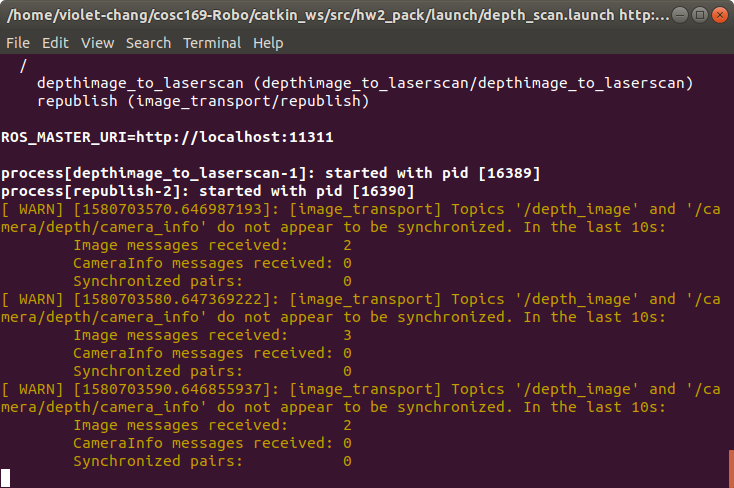 /home/violet-chang/cosc169-Robo/catkin_ws/src/hw2_pack/launch/depth_scan.launch http:...
File Edit View Search Terminal Help
/
depthimage_to_laserscan (depthimage_to_laserscan/depthimage_to_laserscan)
republish (image_transport/republish)
ROS_MASTER_URI=http://localhost:11311
process[depthimage_to_laserscan-1]: started with pid [16389]
process[republish-2]: started with pid [16390]
[ WARN] [1580703570.646987193]: [image_transport] Topics '/depth_image' and '/ca
mera/depth/camera_info' do not appear to be synchronized. In the last 10s:
Image messages received: 2
CameraInfo messages received: 0
Synchronized pairs: 0
[ WARN] [1580703580.647369222]: [image_transport] Topics '/depth_image' and '/ca
mera/depth/camera_info' do not appear to be synchronized. In the last 10s:
Image messages received: 3
CameraInfo messages received: 0
Synchronized pairs: 0
[ WARN] [1580703590.646855937]: [image_transport] Topics '/depth_image' and '/ca
mera/depth/camera_info' do not appear to be synchronized. In the last 10s:
Image messages received: 2
CameraInfo messages received: 0
Synchronized pairs: 0